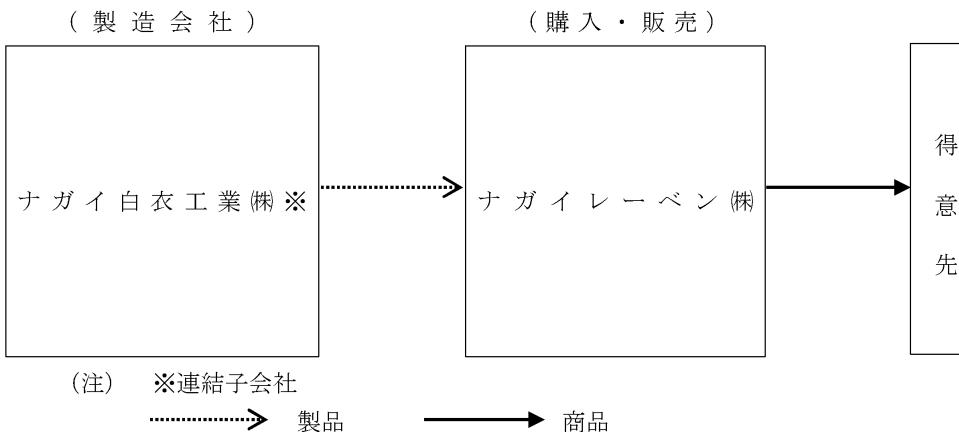 （製造会社）
（購入・販売）
ナガイ白衣工業㈱※
ナガイレーベン㈱
得意先
（注）　※連結子会社
製品
商品